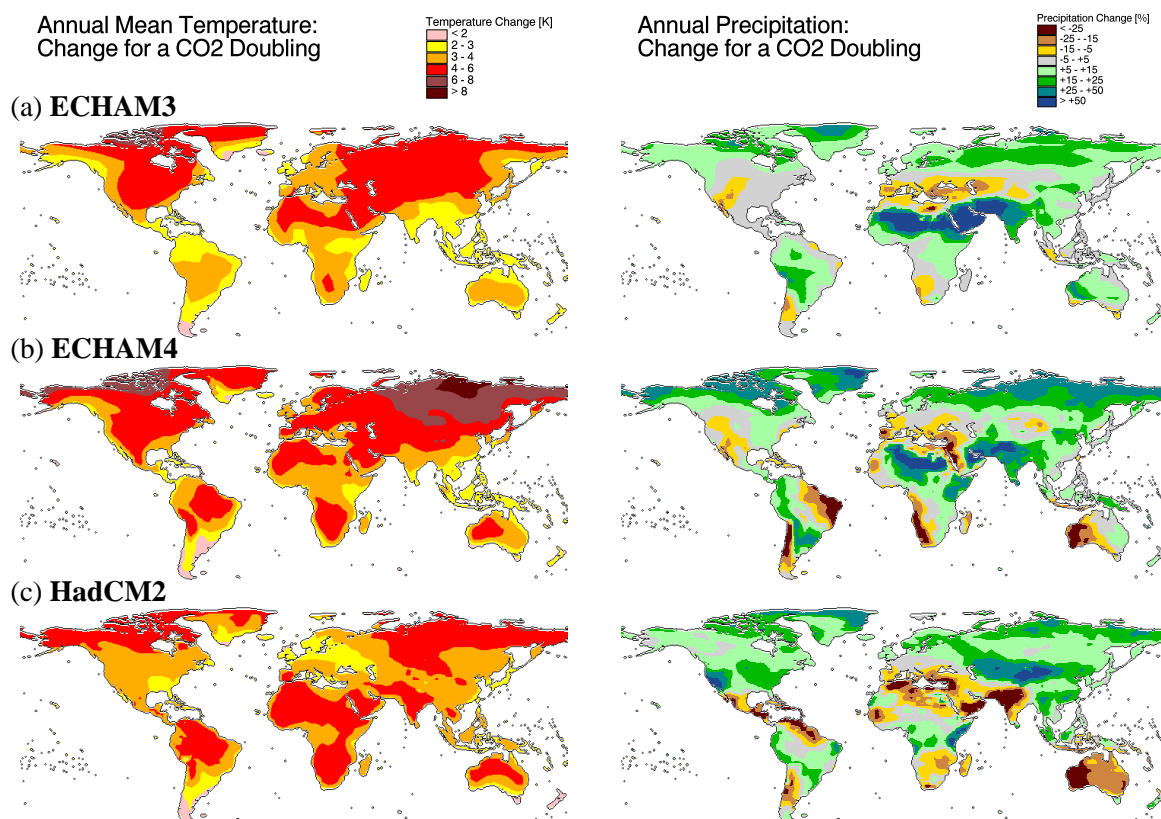 Annual Mean Temperature:
Change for a CO2 Doubling
Temperature Change [K]
< 2
2 - 3
3 - 4
4 - 6
6 - 8
> 8
Annual Precipitation:
Change for a CO2 Doubling
Precipitation Change [%]
< -25
-25 - -15
-15 - -5
-5 - +5
+5 - +15
+15 - +25
+25 - +50
> +50
(a) ECHAM3
(b) ECHAM4
(c) HadCM2